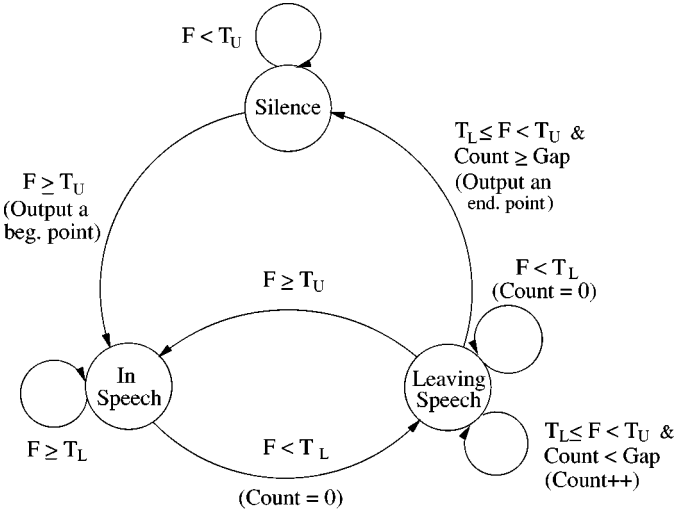 F < T_U
Silence
T_L ≤ F < T_U &
Count ≥ Gap
(Output an
end. point)
F ≥ T_U
(Output a
beg. point)
F ≥ T_U
F < T_L
(Count = 0)
In
Speech
Leaving
Speech
F ≥ T_L
F < T_L
(Count = 0)
T_L ≤ F < T_U &
Count < Gap
(Count++)